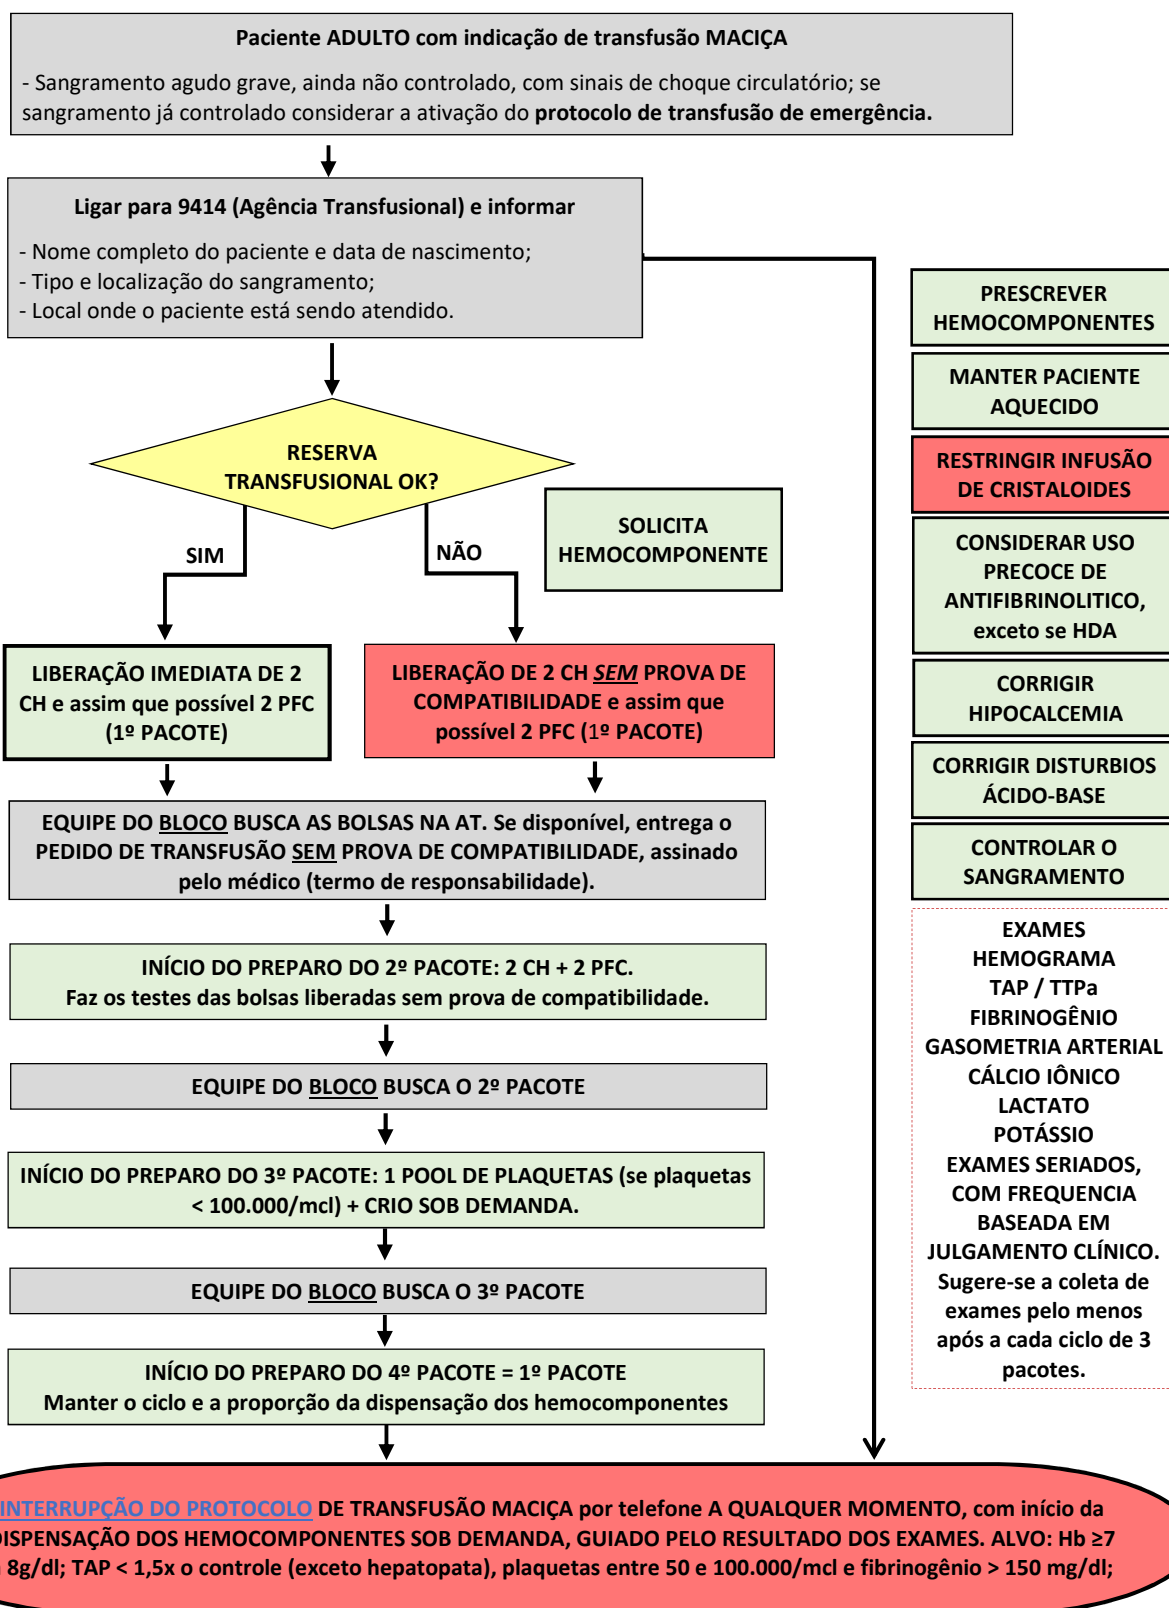 Paciente ADULTO com indicação de transfusão MACIÇA
- Sangramento agudo grave, ainda não controlado, com sinais de choque circulatório; se
sangramento já controlado considerar a ativação do protocolo de transfusão de emergência.
Ligar para 9414 (Agência Transfusional) e informar
- Nome completo do paciente e data de nascimento;
- Tipo e localização do sangramento;
- Local onde o paciente está sendo atendido.
RESERVA
TRANSFUSIONAL OK?
SIM
NÃO
SOLICITA
HEMOCOMPONENTE
LIBERAÇÃO IMEDIATA DE 2
CH e assim que possível 2 PFC
(1º PACOTE)
LIBERAÇÃO DE 2 CH SEM PROVA DE
COMPATIBILIDADE e assim que
possível 2 PFC (1º PACOTE)
EQUIPE DO BLOCO BUSCA AS BOLSAS NA AT. Se disponível, entrega o
PEDIDO DE TRANSFUSÃO SEM PROVA DE COMPATIBILIDADE, assinado
pelo médico (termo de responsabilidade).
INÍCIO DO PREPARO DO 2º PACOTE: 2 CH + 2 PFC.
Faz os testes das bolsas liberadas sem prova de compatibilidade.
EQUIPE DO BLOCO BUSCA O 2º PACOTE
INÍCIO DO PREPARO DO 3º PACOTE: 1 POOL DE PLAQUETAS (se plaquetas
< 100.000/mcl) + CRIO SOB DEMANDA.
EQUIPE DO BLOCO BUSCA O 3º PACOTE
INÍCIO DO PREPARO DO 4º PACOTE = 1º PACOTE
Manter o ciclo e a proporção da dispensação dos hemocomponentes
PRESCREVER
HEMOCOMPONENTES
MANTER PACIENTE
AQUECIDO
RESTRINGIR INFUSÃO
DE CRISTALOIDES
CONSIDERAR USO
PRECOCE DE
ANTIFIBRINOLITICO,
exceto se HDA
CORRIGIR
HIPOCALCEMIA
CORRIGIR DISTURBIOS
ÁCIDO-BASE
CONTROLAR O
SANGRAMENTO
EXAMES
HEMOGRAMA
TAP / TTPa
FIBRINOGÊNIO
GASOMETRIA ARTERIAL
CÁLCIO IÔNICO
LACTATO
POTÁSSIO
EXAMES SERIADOS,
COM FREQUENCIA
BASEADA EM
JULGAMENTO CLÍNICO.
Sugere-se a coleta de
exames pelo menos
após a cada ciclo de 3
pacotes.
INTERRUPÇÃO DO PROTOCOLO DE TRANSFUSÃO MACIÇA por telefone A QUALQUER MOMENTO, com início da
DISPENSAÇÃO DOS HEMOCOMPONENTES SOB DEMANDA, GUIADO PELO RESULTADO DOS EXAMES. ALVO: Hb ≥7
8g/dl; TAP < 1,5x o controle (exceto hepatopata), plaquetas entre 50 e 100.000/mcl e fibrinogênio > 150 mg/dl;